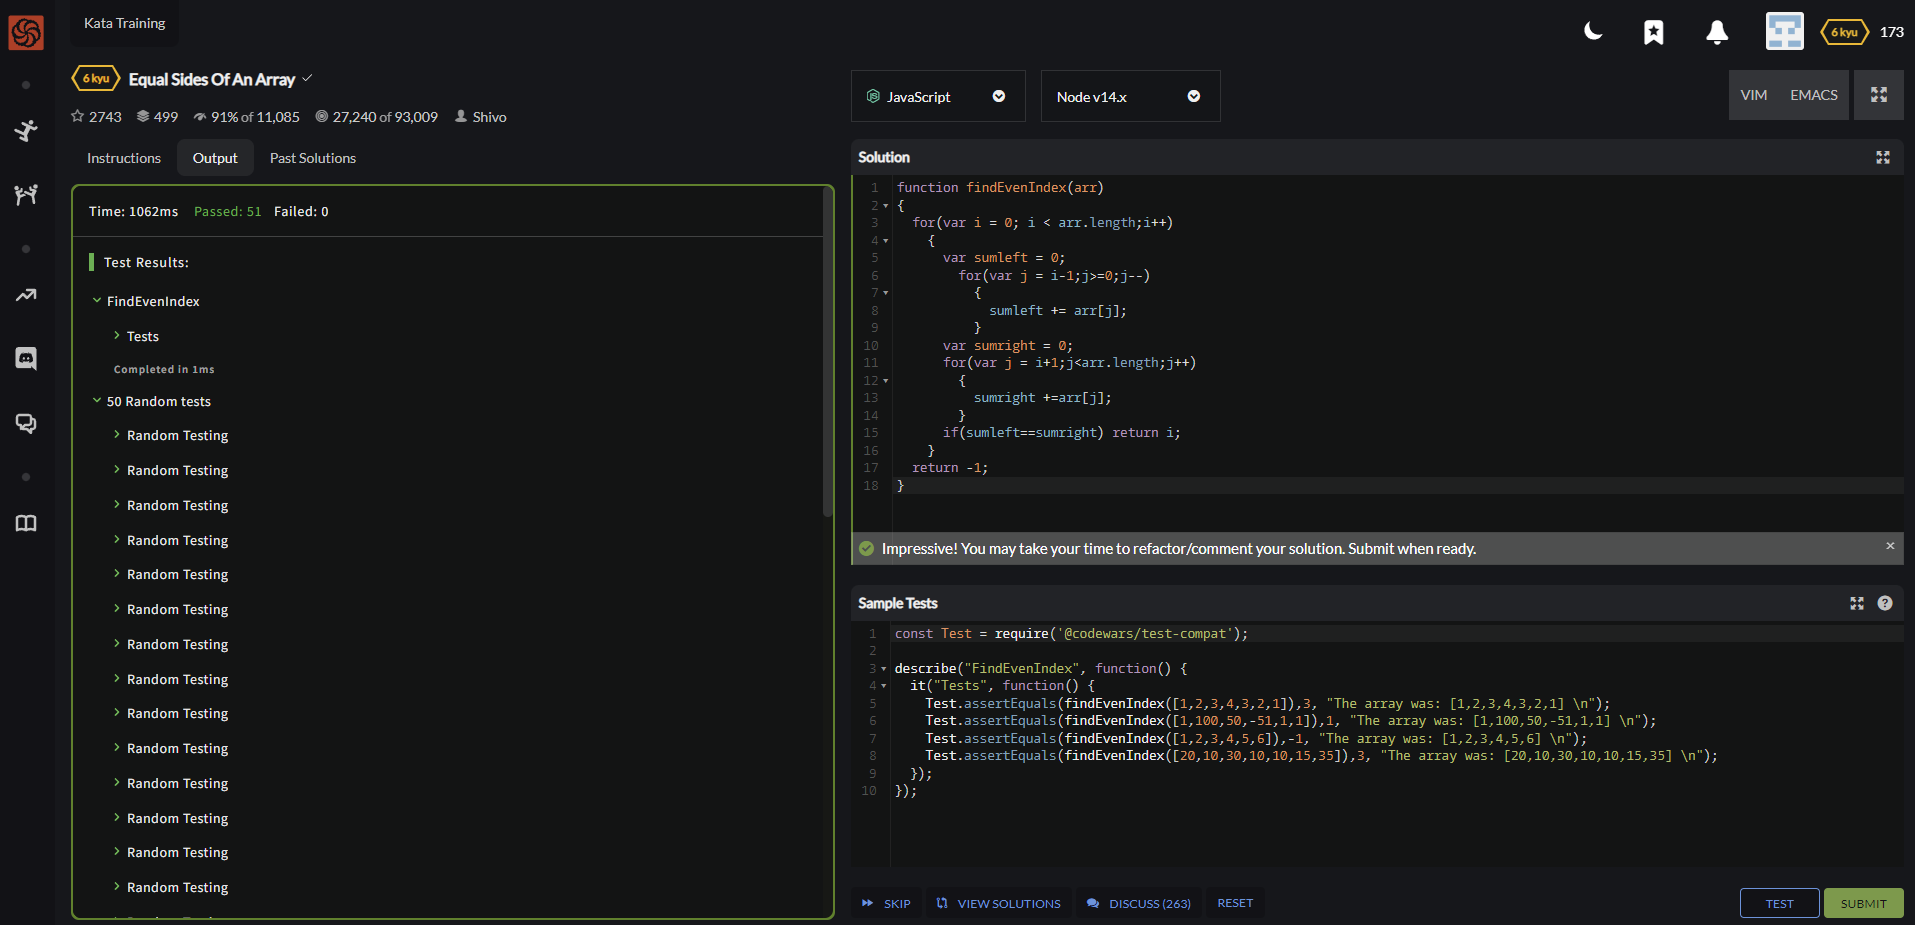 Kata Training
6 kyu 173
6 kyu Equal Sides Of An Array
2743 499 91% of 11,085 27,240 of 93,009 Shivo
Instructions Output Past Solutions
Time: 1062ms Passed: 51 Failed: 0
Test Results:
FindEvenIndex
Tests
Completed in 1ms
50 Random tests
Random Testing
Random Testing
Random Testing
Random Testing
Random Testing
Random Testing
Random Testing
Random Testing
Random Testing
Random Testing
Random Testing
Random Testing
Random Testing
Random Testing
JavaScript Node v14.x VIM EMACS
Solution
1 function findEvenIndex(arr)
2 {
3 for(var i = 0; i < arr.length;i++)
4 {
5 var sumleft = 0;
6 for(var j = i-1;j>=0;j--)
7 {
8 sumleft += arr[j];
9 }
10 var sumright = 0;
11 for(var j = i+1;j<arr.length;j++)
12 {
13 sumright +=arr[j];
14 }
15 if(sumleft==sumright) return i;
16 }
17 return -1;
18 }
Impressive! You may take your time to refactor/comment your solution. Submit when ready. ×
Sample Tests ?
1 const Test = require('@codewars/test-compat');
2
3 describe("FindEvenIndex", function() {
4 it("Tests", function() {
5 Test.assertEquals(findEvenIndex([1,2,3,4,3,2,1]),3, "The array was: [1,2,3,4,3,2,1] \n");
6 Test.assertEquals(findEvenIndex([1,100,50,-51,1,1]),1, "The array was: [1,100,50,-51,1,1] \n");
7 Test.assertEquals(findEvenIndex([1,2,3,4,5,6]),-1, "The array was: [1,2,3,4,5,6] \n");
8 Test.assertEquals(findEvenIndex([20,10,30,10,10,15,35]),3, "The array was: [20,10,30,10,10,15,35] \n");
9 });
10 });
SKIP VIEW SOLUTIONS DISCUSS (263) RESET TEST SUBMIT